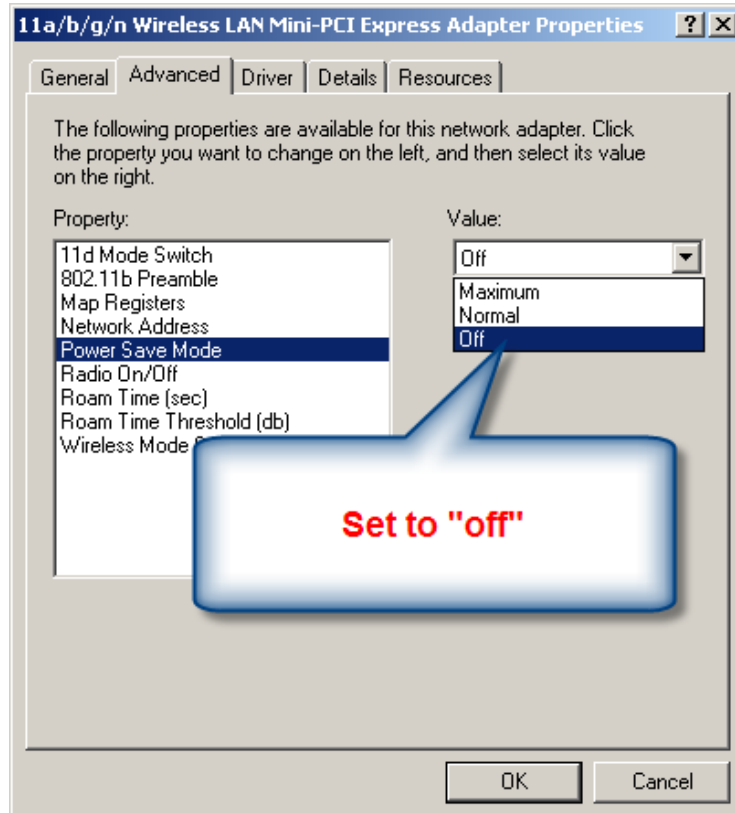 11a/b/g/n Wireless LAN Mini-PCI Express Adapter Properties
General Advanced Driver Details Resources
The following properties are available for this network adapter. Click
the property you want to change on the left, and then select its value
on the right.
Property:
Value:
11d Mode Switch
802.11b Preamble
Map Registers
Network Address
Power Save Mode
Radio On/Off
Roam Time (sec)
Roam Time Threshold (db)
Wireless Mode
Off
Maximum
Normal
Off
Set to "off"
OK Cancel